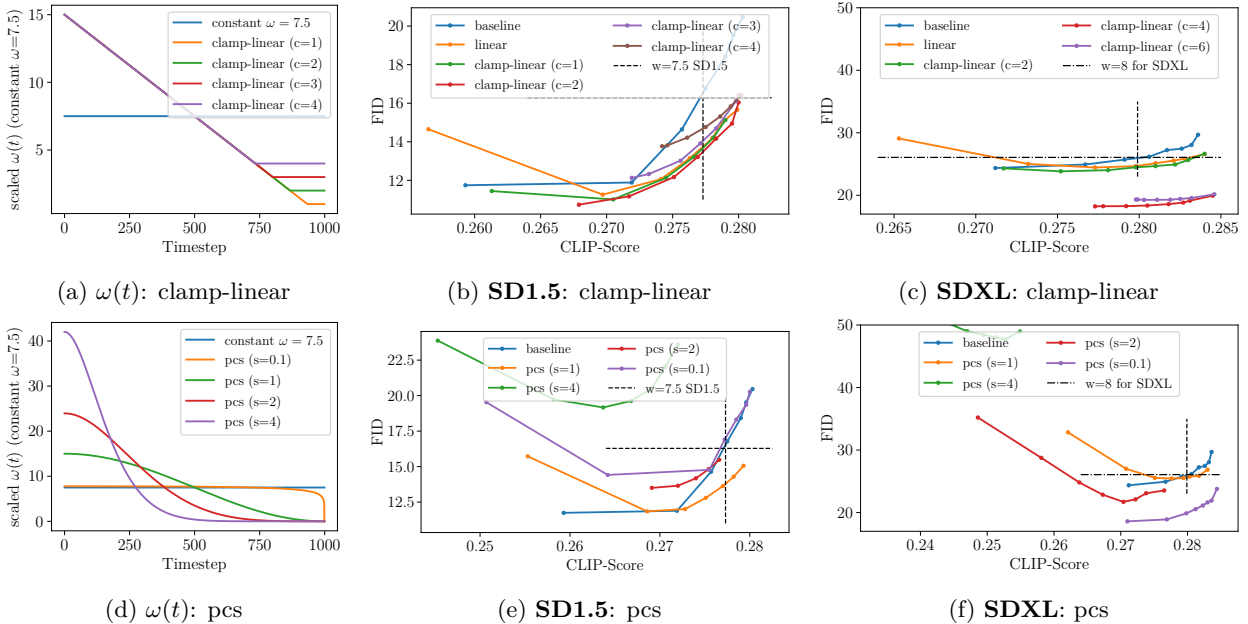 scaled ω(t) (constant ω=7.5)
15
10
5
0
250
500
750
1000
Timestep
constant ω = 7.5
clamp-linear (c=1)
clamp-linear (c=2)
clamp-linear (c=3)
clamp-linear (c=4)
(a) ω(t): clamp-linear
FID
20
18
16
14
12
0.260
0.265
0.270
0.275
0.280
CLIP-Score
baseline
linear
clamp-linear (c=1)
clamp-linear (c=2)
clamp-linear (c=3)
clamp-linear (c=4)
w=7.5 SD1.5
(b) SD1.5: clamp-linear
FID
50
40
30
20
0.265
0.270
0.275
0.280
0.285
CLIP-Score
baseline
linear
clamp-linear (c=2)
clamp-linear (c=4)
clamp-linear (c=6)
w=8 for SDXL
(c) SDXL: clamp-linear
scaled ω(t) (constant ω=7.5)
40
30
20
10
0
0
250
500
750
1000
Timestep
constant ω = 7.5
pcs (s=0.1)
pcs (s=1)
pcs (s=2)
pcs (s=4)
(d) ω(t): pcs
FID
22.5
20.0
17.5
15.0
12.5
0.25
0.26
0.27
0.28
CLIP-Score
baseline
pcs (s=1)
pcs (s=4)
pcs (s=2)
pcs (s=0.1)
w=7.5 SD1.5
(e) SD1.5: pcs
FID
50
40
30
20
0.24
0.25
0.26
0.27
0.28
CLIP-Score
baseline
pcs (s=1)
pcs (s=4)
pcs (s=2)
pcs (s=0.1)
w=8 for SDXL
(f) SDXL: pcs